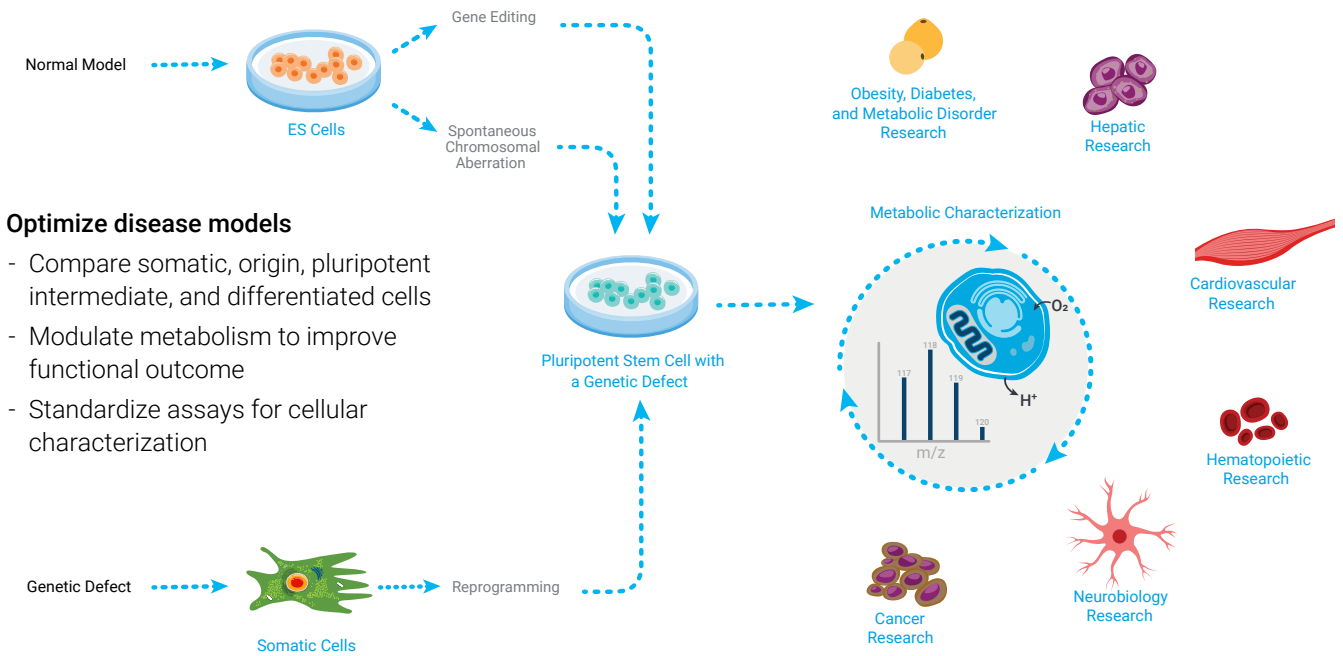 Gene Editing
Normal Model
ES Cells
Spontaneous
Chromosomal
Aberration
Obesity, Diabetes,
and Metabolic Disorder
Research
Hepatic
Research
Optimize disease models
- Compare somatic, origin, pluripotent
intermediate, and differentiated cells
- Modulate metabolism to improve
functional outcome
- Standardize assays for cellular
characterization
Pluripotent Stem Cell with
a Genetic Defect
Metabolic Characterization
O₂
H⁺
117
118
119
120
m/z
Cardiovascular
Research
Hematopoietic
Research
Neurobiology
Research
Cancer
Research
Genetic Defect
Somatic Cells
Reprogramming